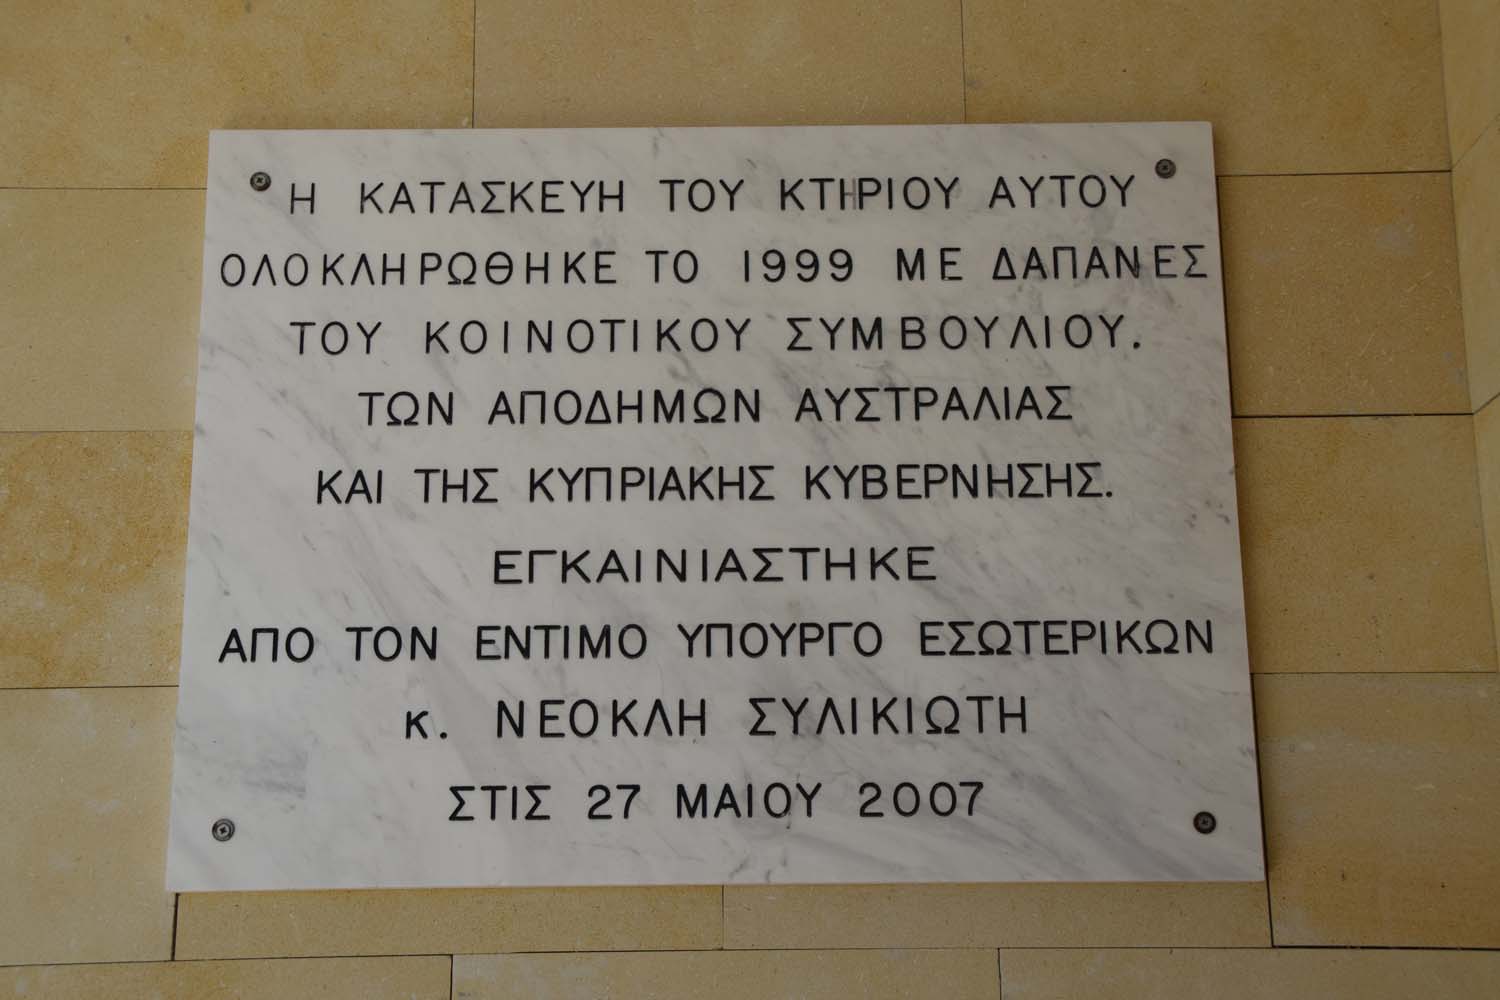 Η ΚΑΤΑΣΚΕΥΗ ΤΟΥ ΚΤΙΡΙΟΥ ΑΥΤΟΥ
ΟΛΟΚΛΗΡΩΘΗΚΕ ΤΟ 1999 ΜΕ ΔΑΠΑΝΕΣ
ΤΟΥ ΚΟΙΝΟΤΙΚΟΥ ΣΥΜΒΟΥΛΙΟΥ.
ΤΩΝ ΑΠΟΔΗΜΩΝ ΑΥΣΤΡΑΛΙΑΣ
ΚΑΙ ΤΗΣ ΚΥΠΡΙΑΚΗΣ ΚΥΒΕΡΝΗΣΗΣ.
ΕΓΚΑΙΝΙΑΣΤΗΚΕ
ΑΠΟ ΤΟΝ ΕΝΤΙΜΟ ΥΠΟΥΡΓΟ ΕΣΩΤΕΡΙΚΩΝ
κ. ΝΕΟΚΛΗ ΣΥΛΙΚΙΩΤΗ
ΣΤΙΣ 27 ΜΑΙΟΥ 2007